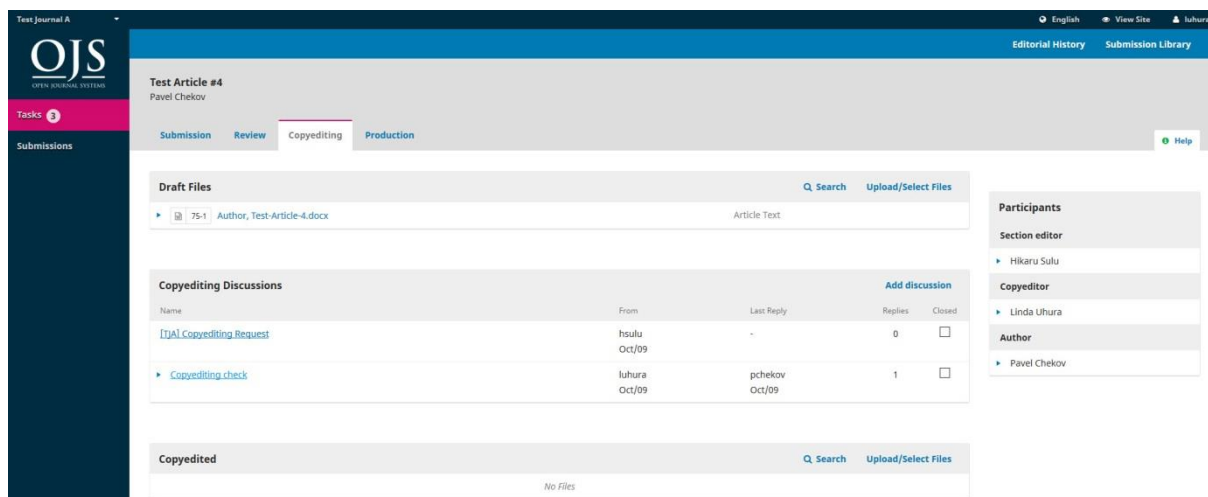 Test Journal A
English View Site luhura
OJS
OPEN JOURNAL SYSTEMS
Editorial History Submission Library
Tasks 3
Submissions
Test Article #4
Pavel Chekov
Submission Review Copyediting Production
Help
Draft Files Search Upload/Select Files
75-1 Author, Test-Article-4.docx Article Text
Copyediting Discussions Add discussion
Name From Last Reply Replies Closed
[TJA] Copyediting Request hsulu - 0
Oct/09
Copyediting check luhura pchekov 1
Oct/09 Oct/09
Copyedited Search Upload/Select Files
No Files
Participants
Section editor
Hikaru Sulu
Copyeditor
Linda Uhura
Author
Pavel Chekov